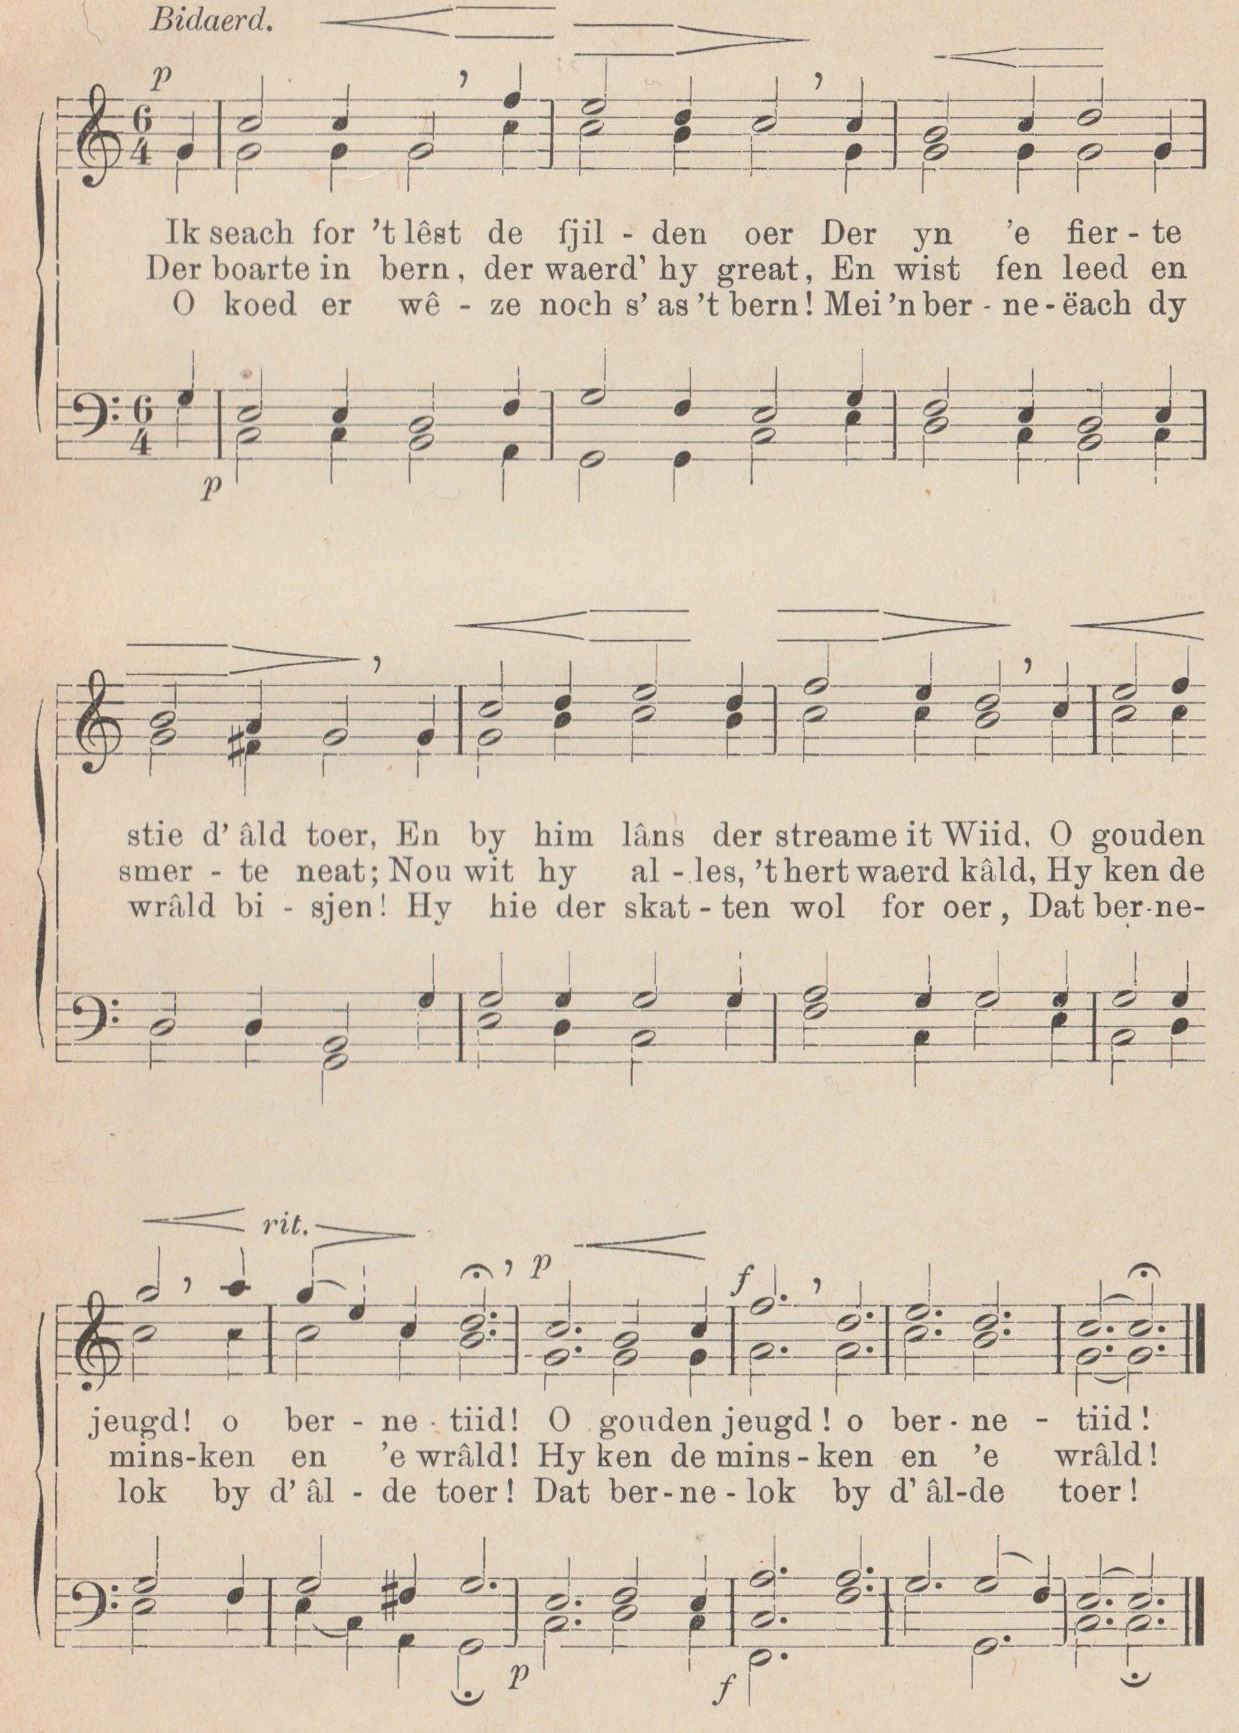 Bidaerd.
p
6
4
Ik seach for ’t lêst de fjil - den oer Der yn ’e fier - te
Der boarte in bern, der waerd’ hy great, En wist fen leed en
O koed er wê - ze noch s’ as ’t bern! Mei ’n ber - ne - ëach dy
6
4
p
stie d’ âld toer, En by him lâns der streame it Wiid, O gouden
smer - te neat; Nou wit hy al - les, ’t hert waerd kâld, Hy ken de
wrâld bi - sjen! Hy hie der skat - ten wol for oer, Dat ber-ne-
rit.
p
f
jeugd! o ber - ne - tiid! O gouden jeugd! o ber - ne - tiid!
mins-ken en ’e wrâld! Hy ken de mins - ken en ’e wrâld!
lok by d’ âl - de toer! Dat ber - ne - lok by d’ âl-de toer!
p
f